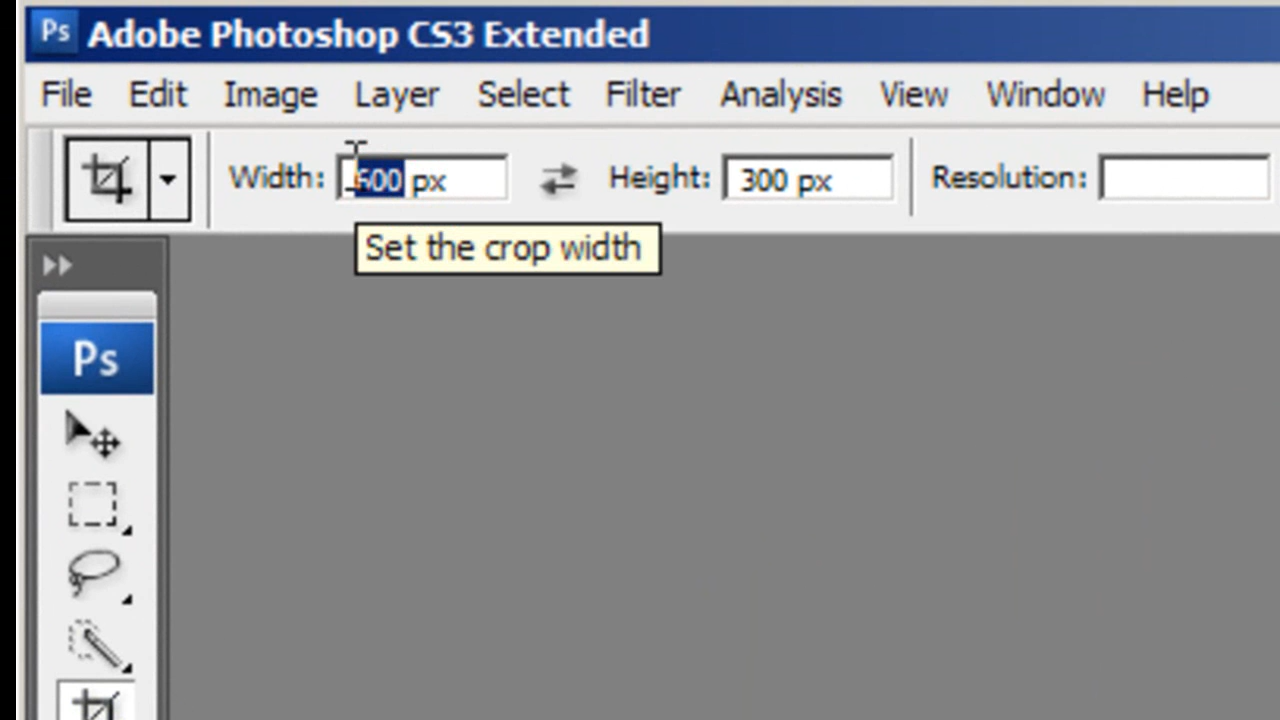 Ps Adobe Photoshop CS3 Extended
File Edit Image Layer Select Filter Analysis View Window Help
Width: px Height: 300 px Resolution:
Set the crop width
Ps